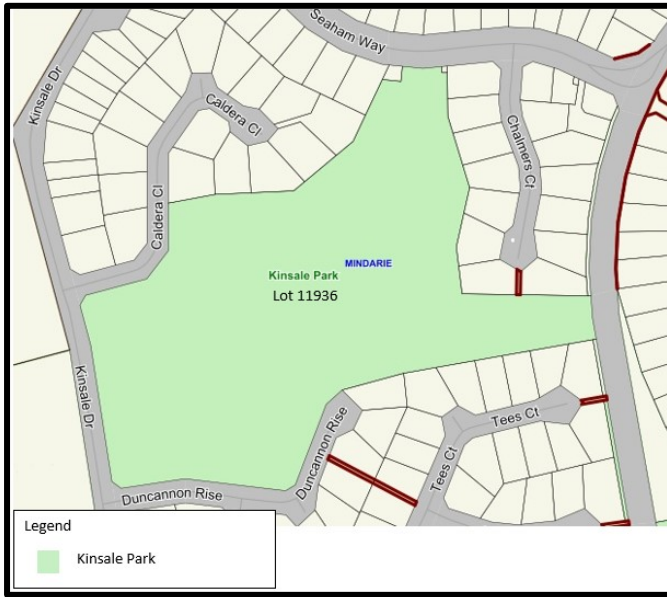 Seaham Way
Kinsale Dr
Caldera Cl
Chalmers Ct
Caldera Cl
MINDARIE
Kinsale Park
Lot 11936
Kinsale Dr
Duncannon Rise
Tees Ct
Tees Ct
Duncannon Rise
Legend
Kinsale Park